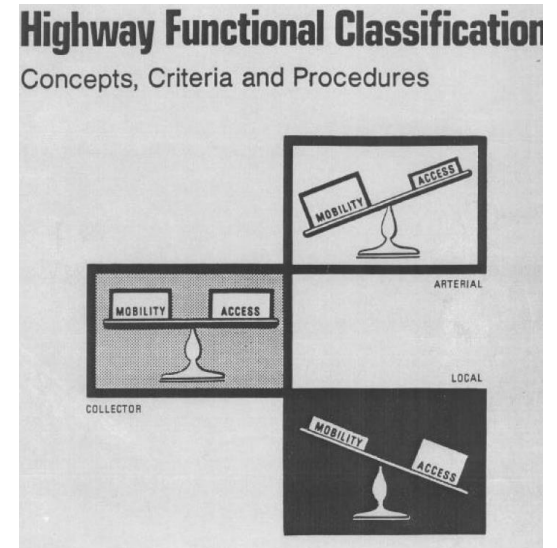 Highway Functional Classification
Concepts, Criteria and Procedures
MOBILITY
ACCESS
ARTERIAL
MOBILITY
ACCESS
COLLECTOR
LOCAL
MOBILITY
ACCESS